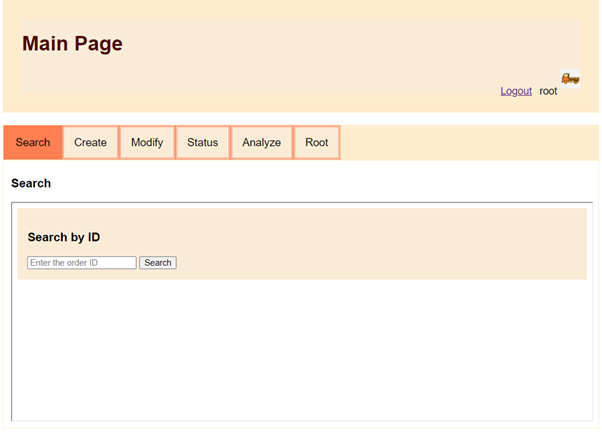 Main Page
Logout root
Search Create Modify Status Analyze Root
Search
Search by ID
Enter the order ID Search